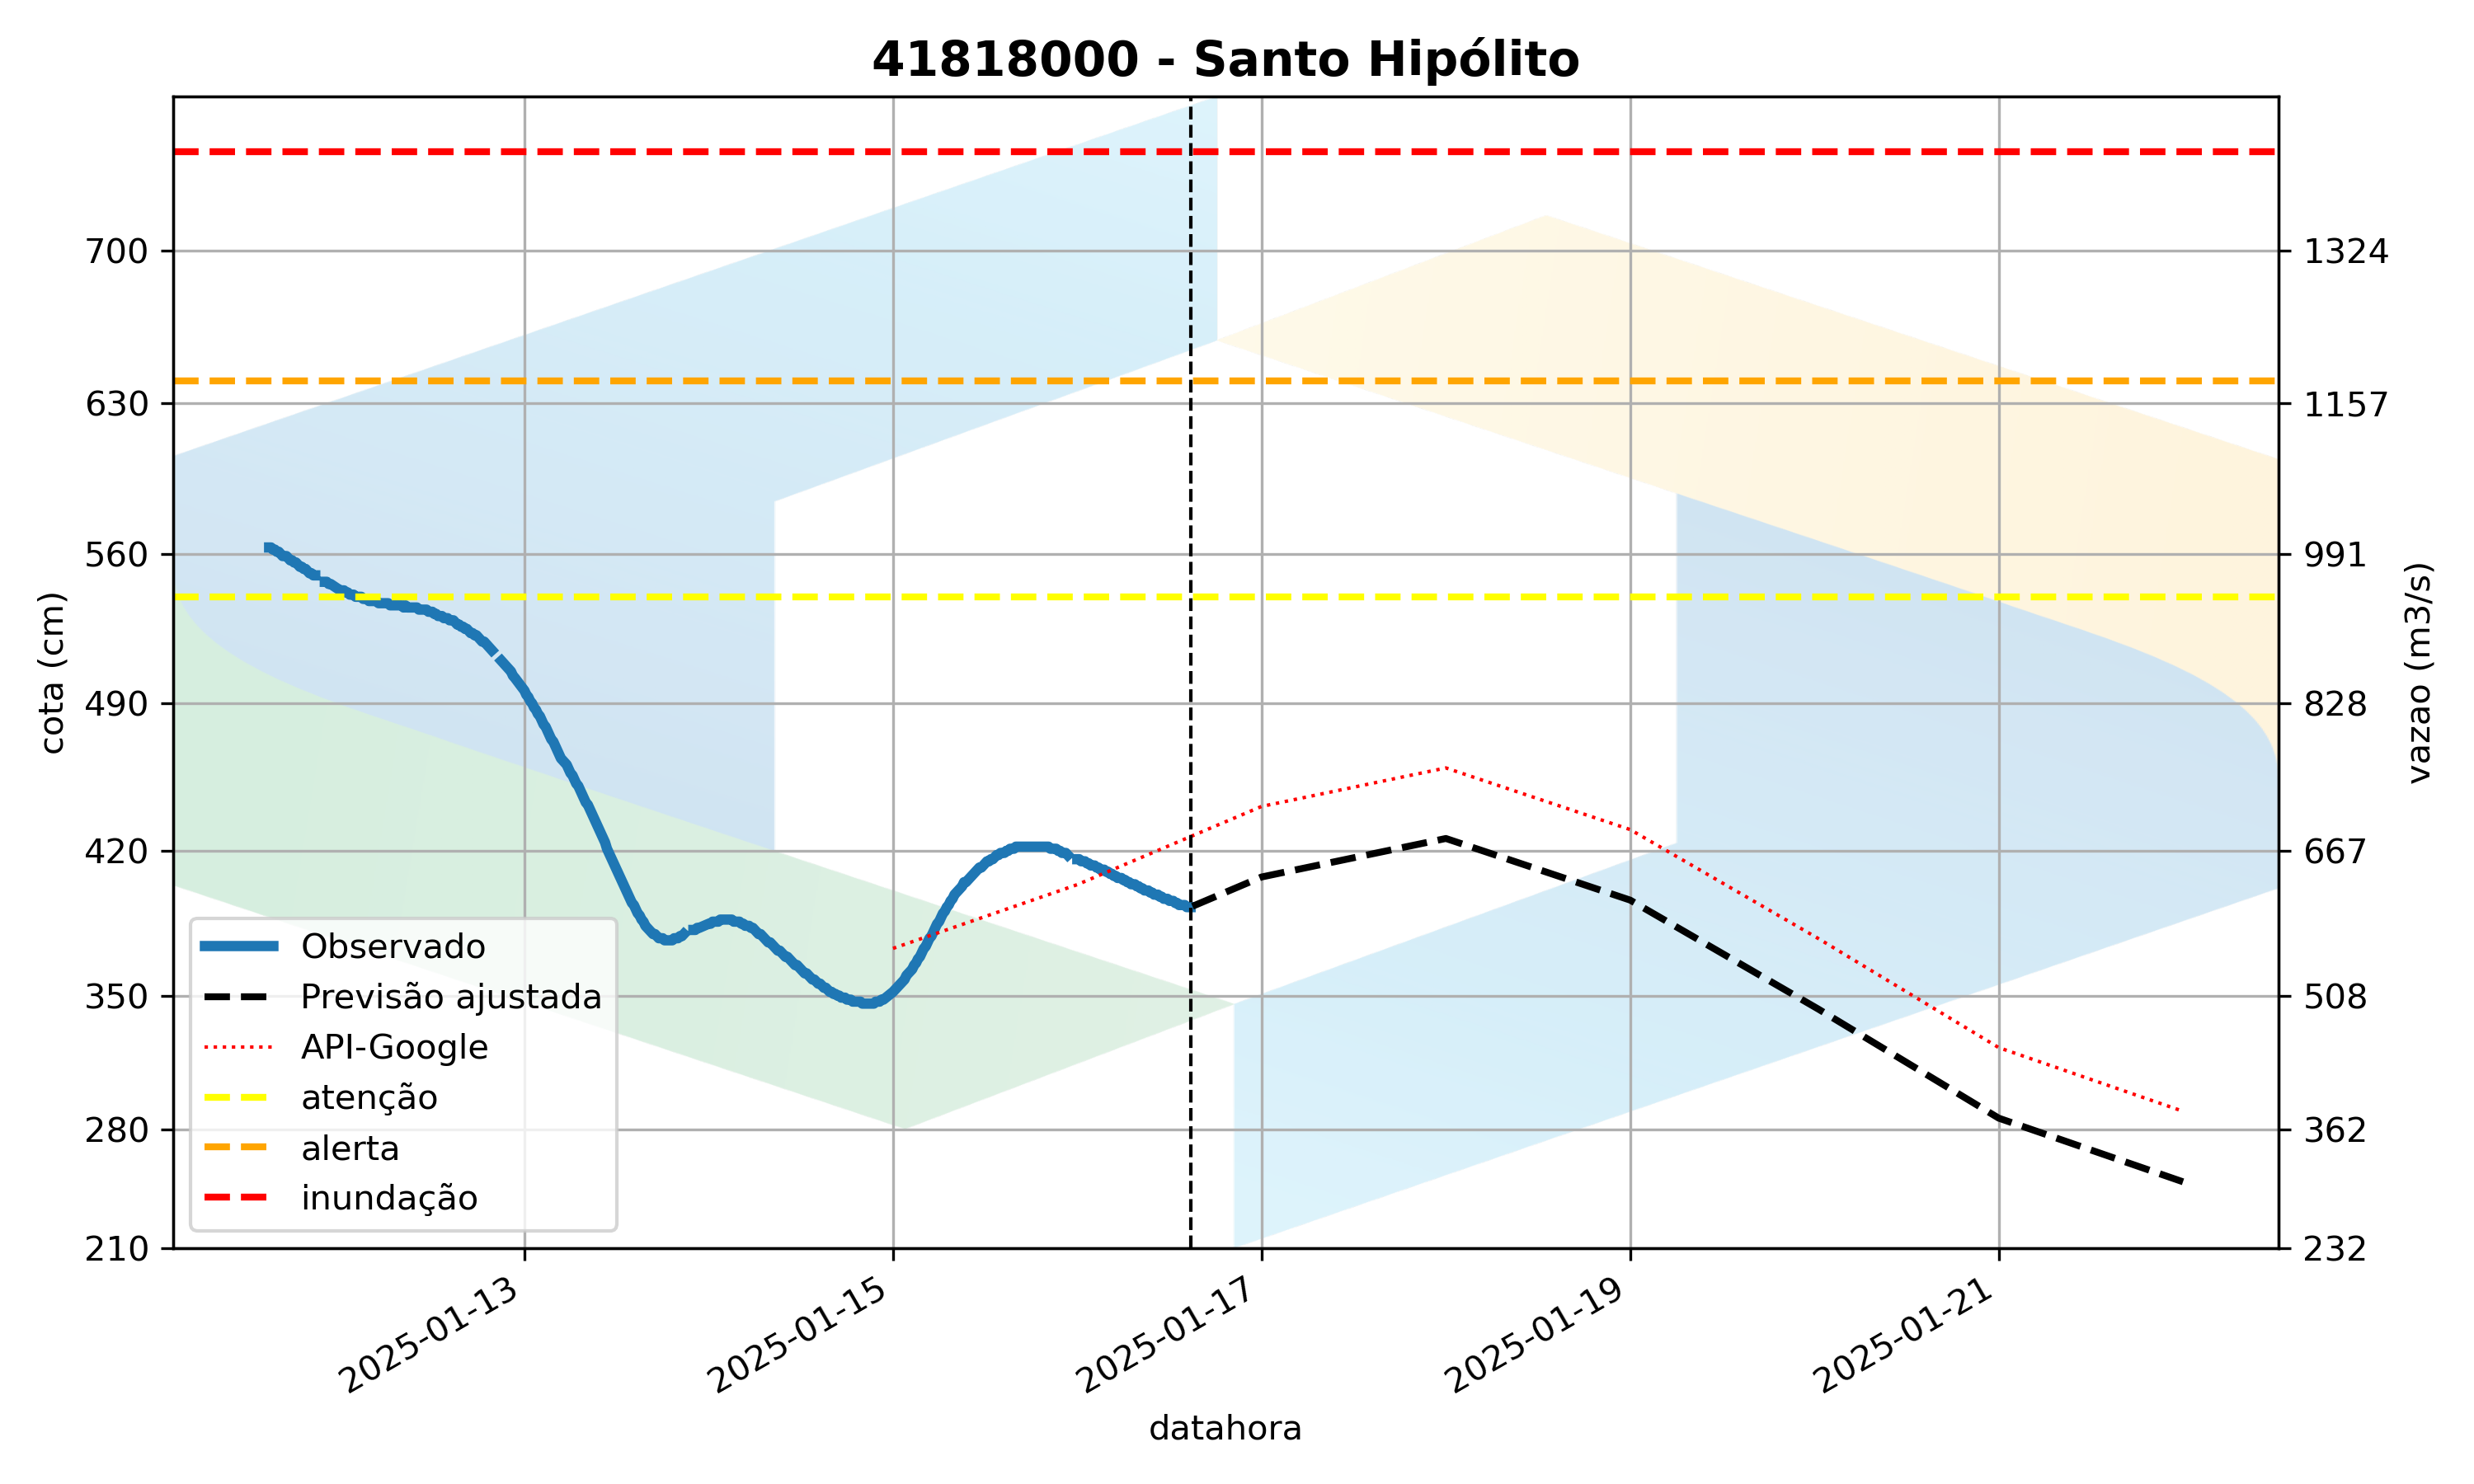 41818000 - Santo Hipólito
cota (cm)
700
630
560
490
420
350
280
210
1324
1157
991
828
667
508
362
232
vazao (m3/s)
Observado
Previsão ajustada
API-Google
atenção
alerta
inundação
2025-01-13
2025-01-15
2025-01-17
2025-01-19
2025-01-21
datahora